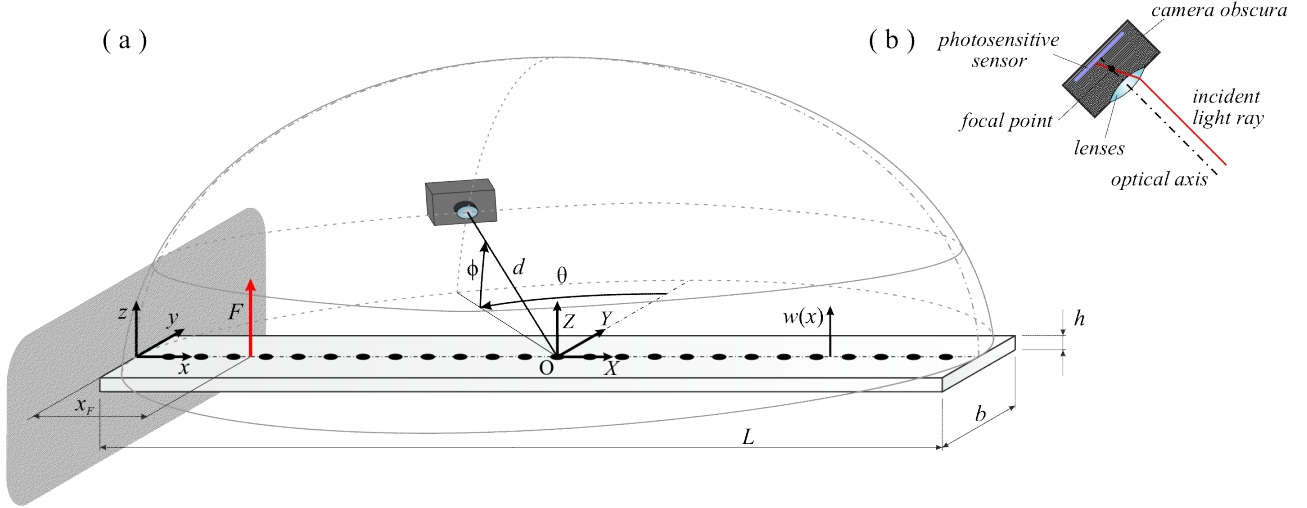 ( a )
( b )
camera obscura
photosensitive
sensor
focal point
lenses
incident
light ray
optical axis
ϕ
d
θ
z
y
x
F
Z
Y
X
O
w(x)
h
x_F
b
L